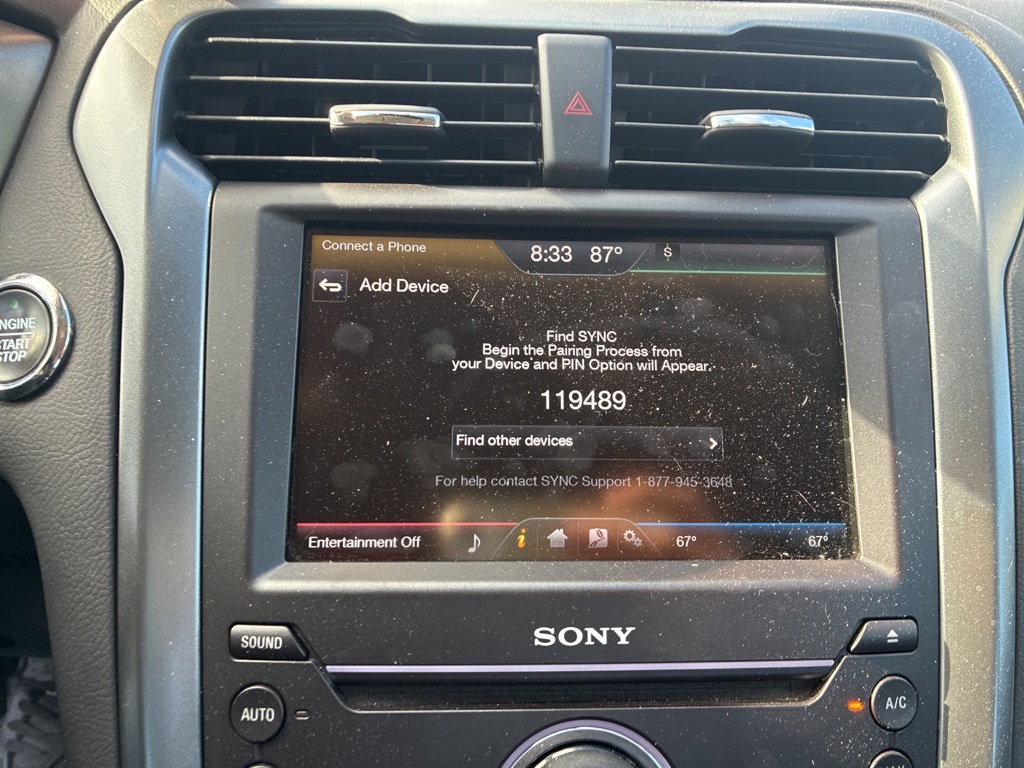 Connect a Phone
8:33 87°
S
Add Device
ENGINE
START
STOP
Find SYNC
Begin the Pairing Process from
your Device and PIN Option will Appear.
119489
Find other devices
For help contact SYNC Support 1-877-945-3648
Entertainment Off
i
67°
67°
SOUND
SONY
AUTO
A/C